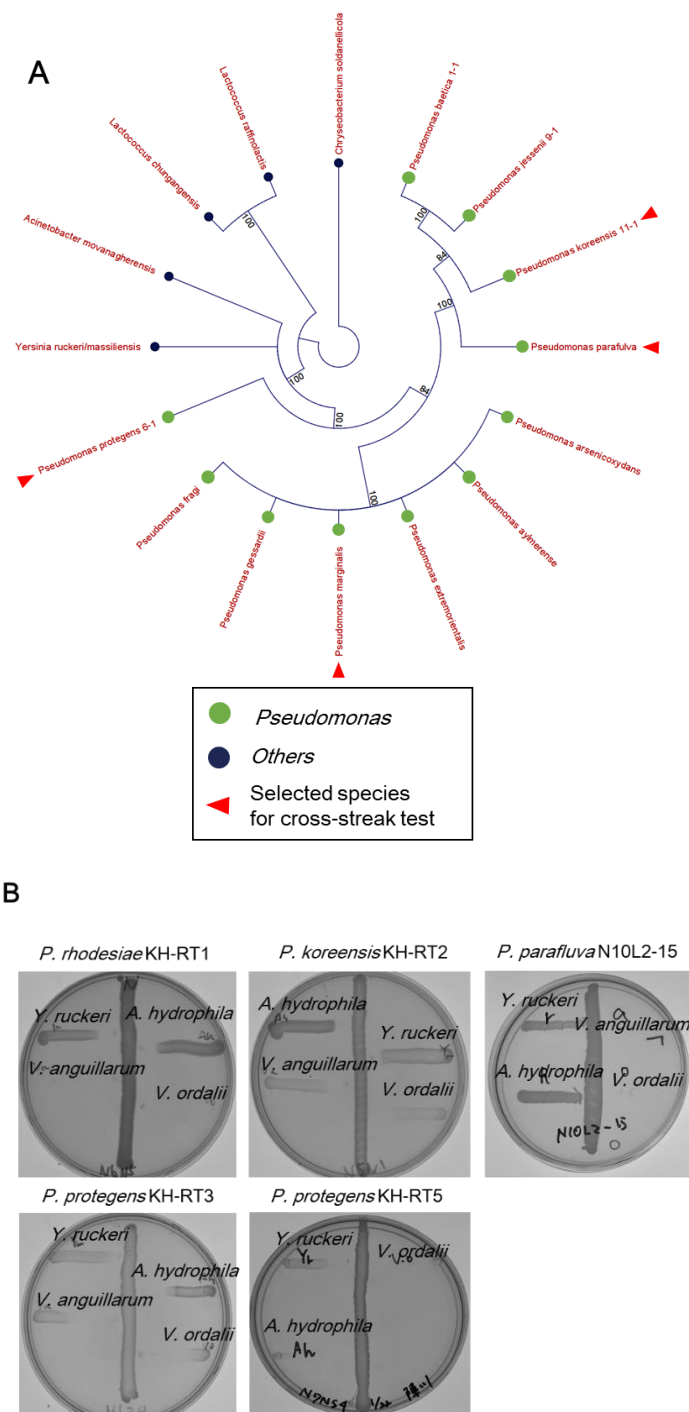 A
Chryseobacterium soldanellicola
Lactococcus raffinolactis
Lactococcus chungangensis
Acinetobacter movanagherensis
Yersinia ruckeri/massiliensis
Pseudomonas protegens 6-1
Pseudomonas fragi
Pseudomonas gessardii
Pseudomonas marginalis
Pseudomonas extremorientalis
Pseudomonas aylmerense
Pseudomonas arsenicoxydans
Pseudomonas parafulva
Pseudomonas koreensis 11-1
Pseudomonas jessenii 9-1
Pseudomonas baetica 1-1
100
100
84
100
84
100
100
100
Pseudomonas
Others
Selected species
for cross-streak test
B
P. rhodesiae KH-RT1
Y. ruckeri
A. hydrophila
Ah
V. anguillarum
V. ordalii
P. koreensis KH-RT2
A. hydrophila
Y. ruckeri
V. anguillarum
V. ordalii
P. parafluva N10L2-15
Y. ruckeri
Y
V. anguillarum
A. hydrophila
V. ordalii
N10L2-15
P. protegens KH-RT3
Y. ruckeri
A. hydrophila
V. anguillarum
V. ordalii
P. protegens KH-RT5
Y. ruckeri
Yr
V. ordalii
V-o
A. hydrophila
Ah